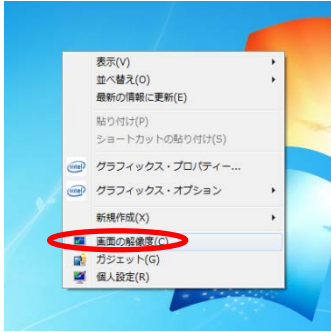 表示(V)
並べ替え(O)
最新の情報に更新(E)
貼り付け(P)
ショートカットの貼り付け(S)
intel グラフィックス・プロパティー...
intel グラフィックス・オプション
新規作成(X)
画面の解像度(C)
ガジェット(G)
個人設定(R)